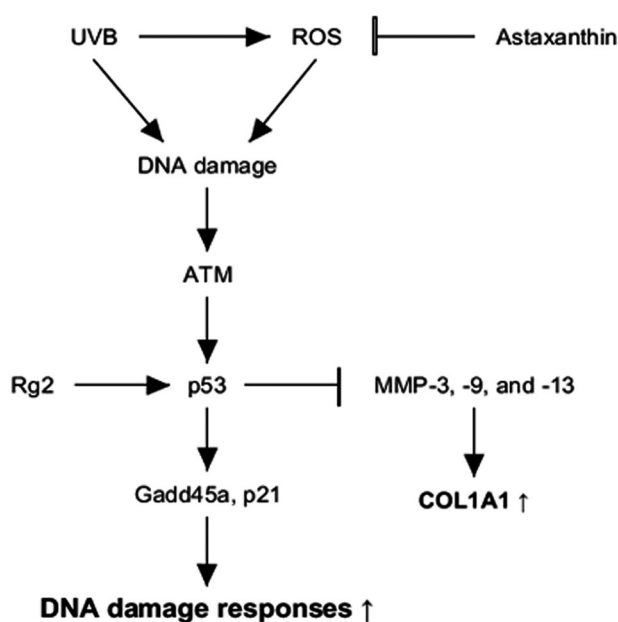 UVB
ROS
Astaxanthin
DNA damage
ATM
Rg2
p53
MMP-3, -9, and -13
Gadd45a, p21
COL1A1 ↑
DNA damage responses ↑